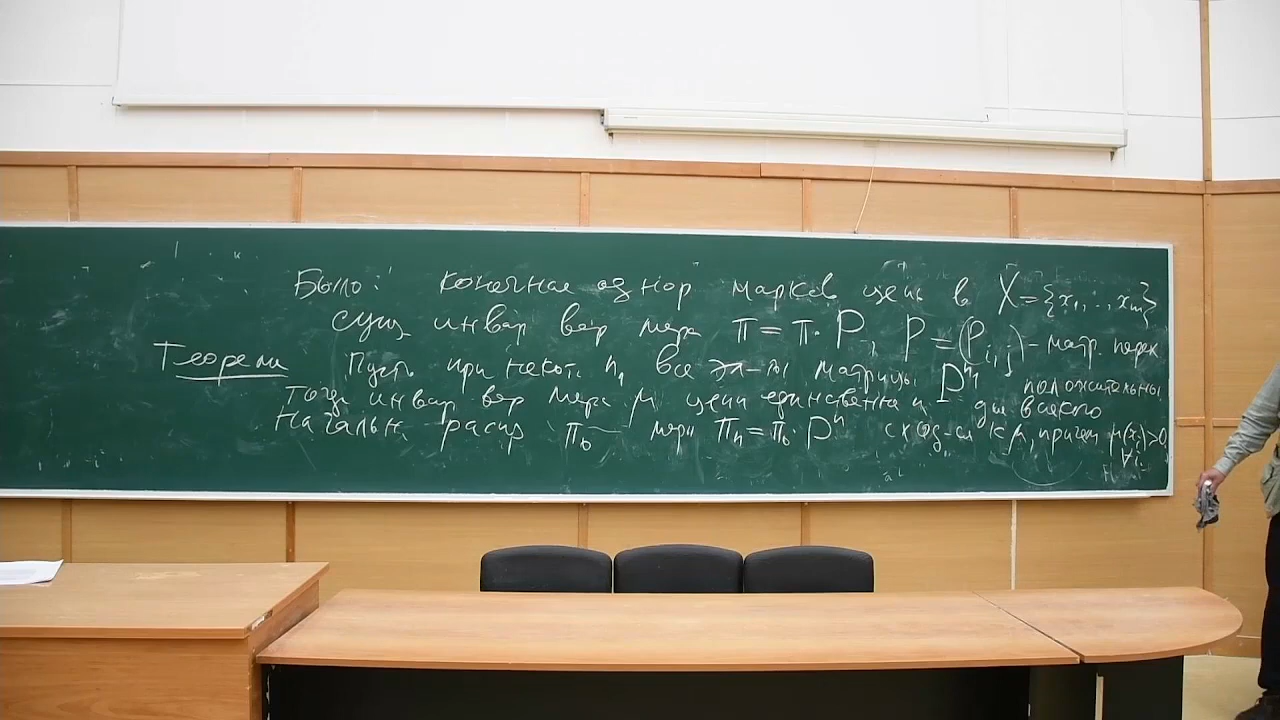 Было: конечная однор марков цепь в X = {x₁,..,xₘ}
сущ инвар вер мера π = π·P, P = (P_{i,j}) - матр. перех
Теорема Пусть при некот. n₁ все эл-ты матрицы P^{n₁} положительны
Тогда инвар вер мера μ цепи единственна и для всякого
Начальн распр π₀ меры πₙ = π₀·Pⁿ сход-ся к μ, причем μ(xᵢ)>0 ∀i